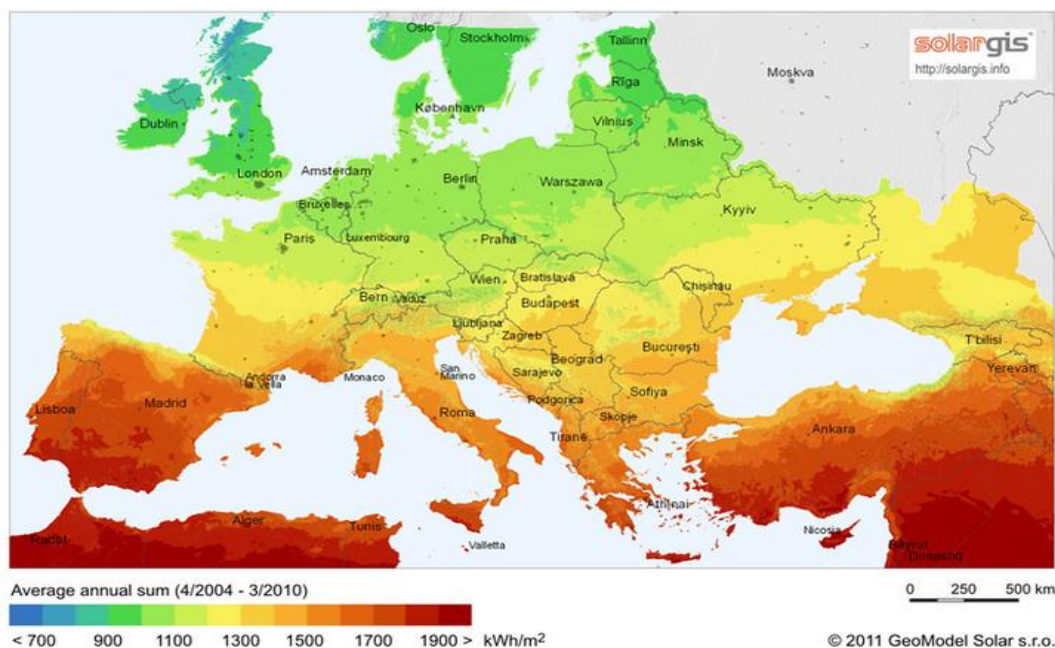 Oslo
Stockholm
Tallinn
solargis
http://solargis.info
Moskva
Rīga
København
Dublin
Vilnius
Minsk
London
Amsterdam
Berlin
Warszawa
Bruxelles
Kyyiv
Paris
Luxembourg
Praha
Wien
Bratislava
Bern
Vaduz
Budapest
Chişinau
Ljubljana
Zagreb
Bucureşti
T'bilisi
Beograd
Andorra
la Vella
Monaco
San
Marino
Sarajevo
Yerevan
Lisboa
Madrid
Podgorica
Sofiya
Roma
Skopje
Tiranë
Ankara
Athinai
Alger
Tunis
Nicosia
Rabat
Valletta
Bayrut
Dimashq
Average annual sum (4/2004 - 3/2010)
0 250 500 km
< 700 900 1100 1300 1500 1700 1900 > kWh/m²
© 2011 GeoModel Solar s.r.o.